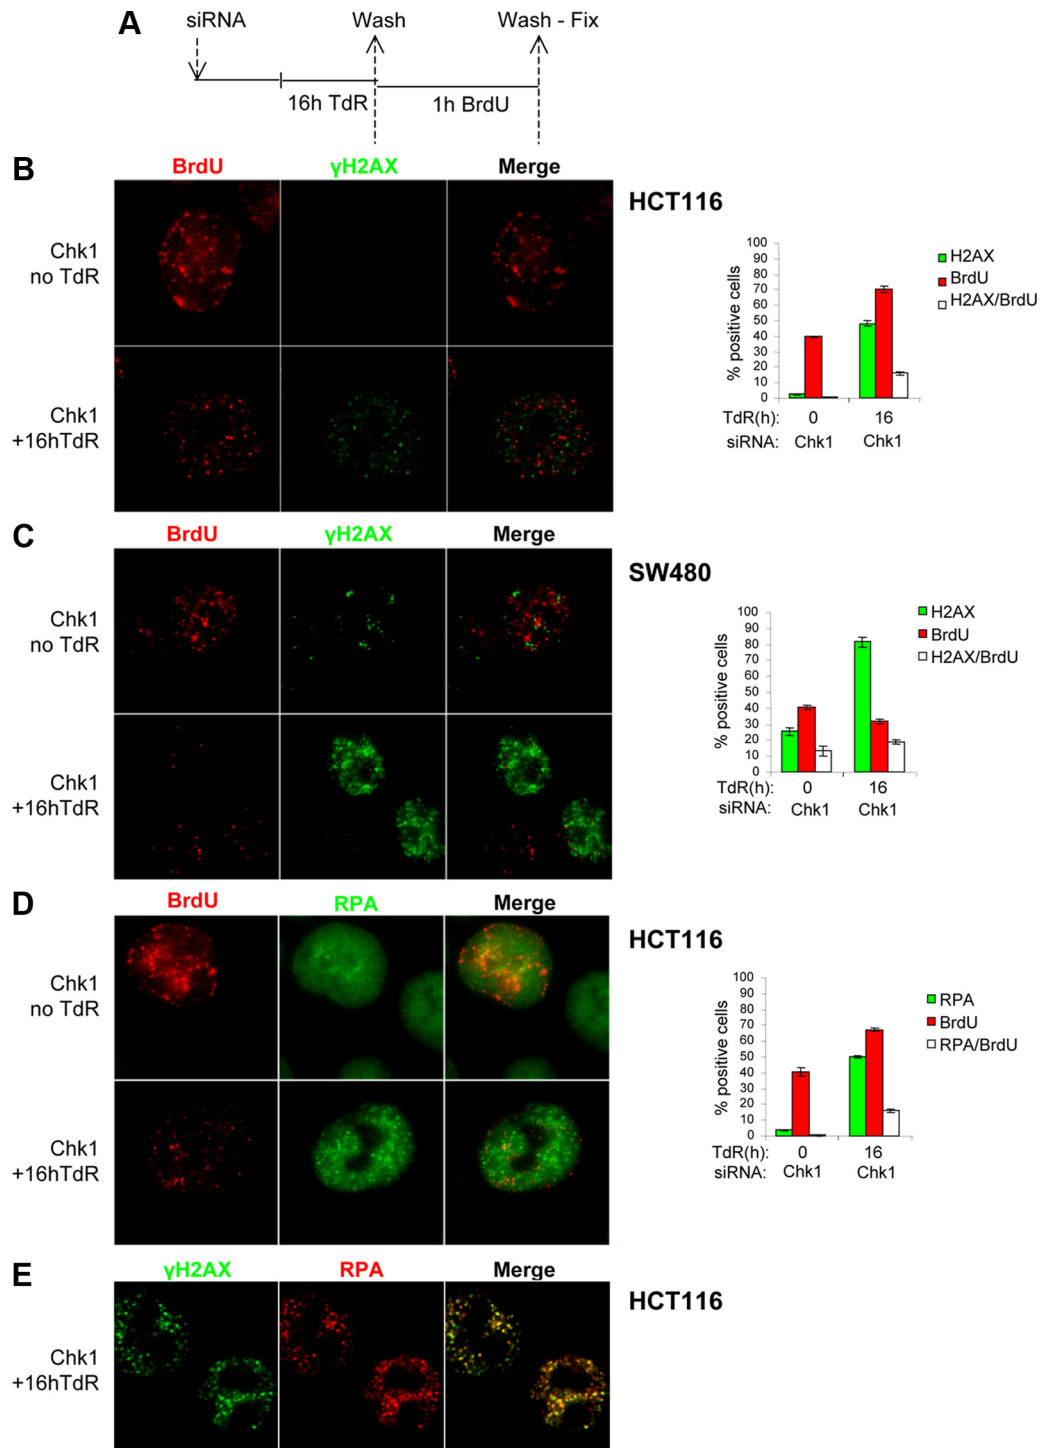 A
siRNA Wash Wash - Fix
16h TdR 1h BrdU
B
BrdU γH2AX Merge
HCT116
Chk1
no TdR
Chk1
+16hTdR
100
90
80
70
60
50
40
30
20
10
0
% positive cells
H2AX
BrdU
H2AX/BrdU
TdR(h): 0 16
siRNA: Chk1 Chk1
C
BrdU γH2AX Merge
SW480
Chk1
no TdR
Chk1
+16hTdR
100
90
80
70
60
50
40
30
20
10
0
% positive cells
H2AX
BrdU
H2AX/BrdU
TdR(h): 0 16
siRNA: Chk1 Chk1
D
BrdU RPA Merge
HCT116
Chk1
no TdR
Chk1
+16hTdR
100
90
80
70
60
50
40
30
20
10
0
% positive cells
RPA
BrdU
RPA/BrdU
TdR(h): 0 16
siRNA: Chk1 Chk1
E
γH2AX RPA Merge
HCT116
Chk1
+16hTdR